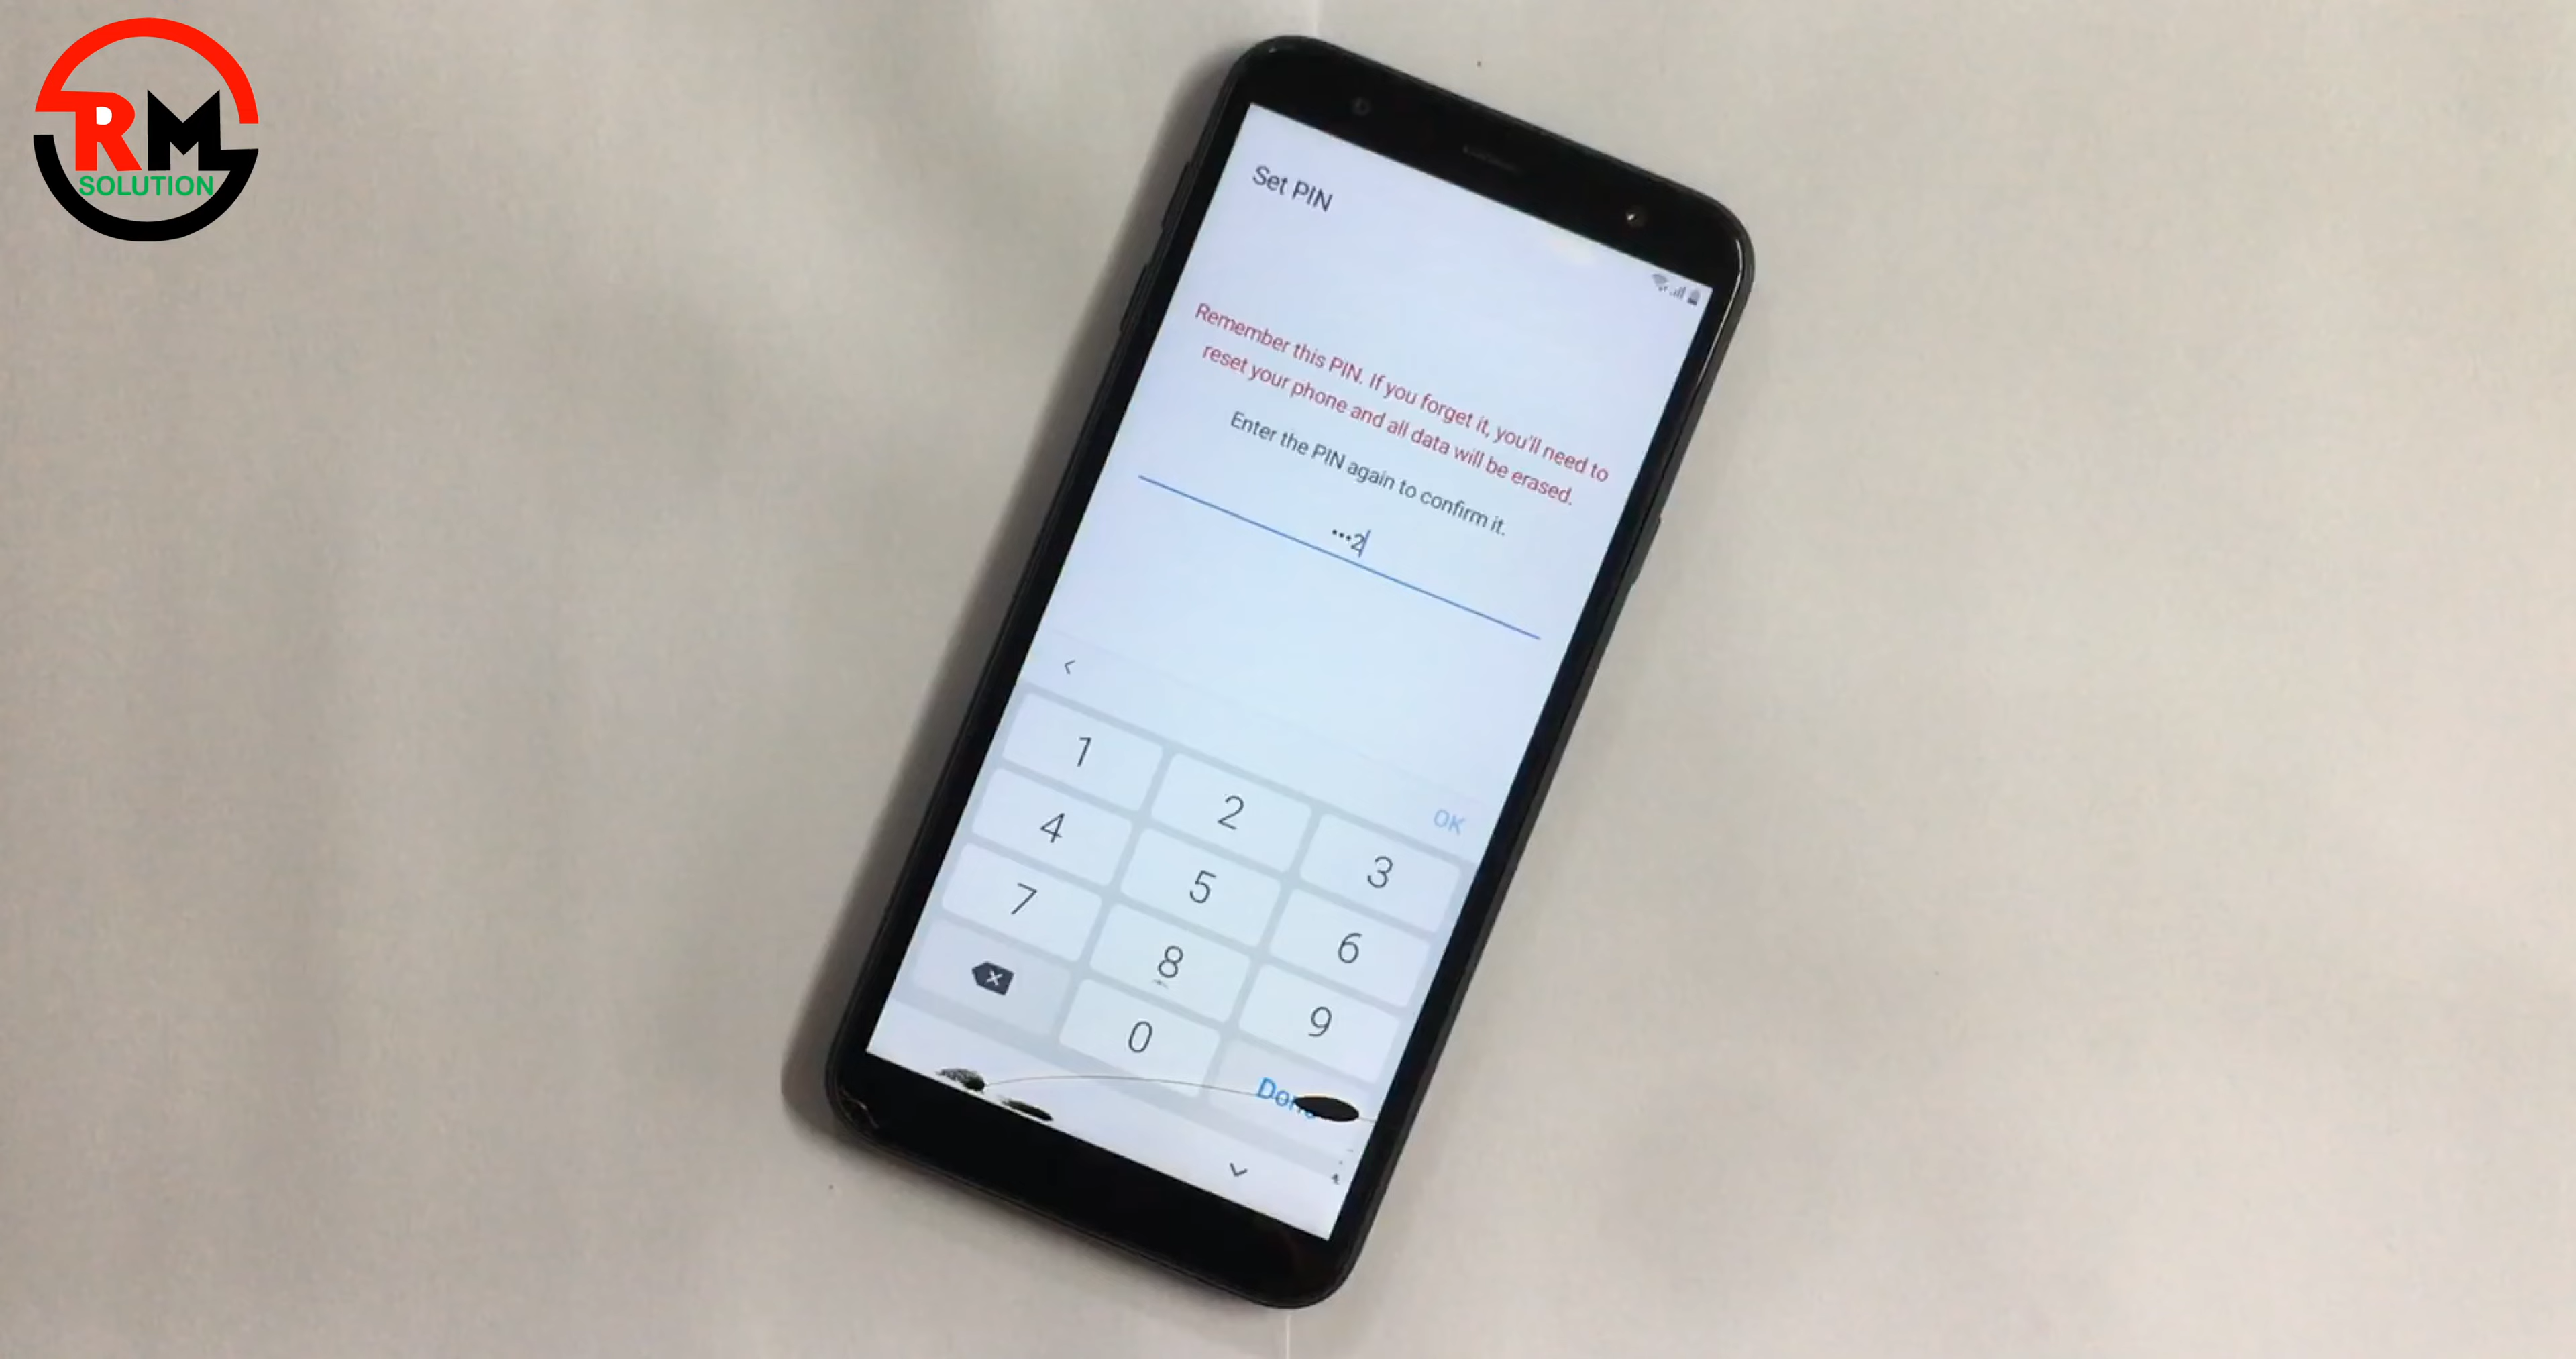 RM
SOLUTION
Set PIN
Remember this PIN. If you forget it, you'll need to
reset your phone and all data will be erased.
Enter the PIN again to confirm it.
•••2
OK
1 2 3
4 5 6
7 8 9
0